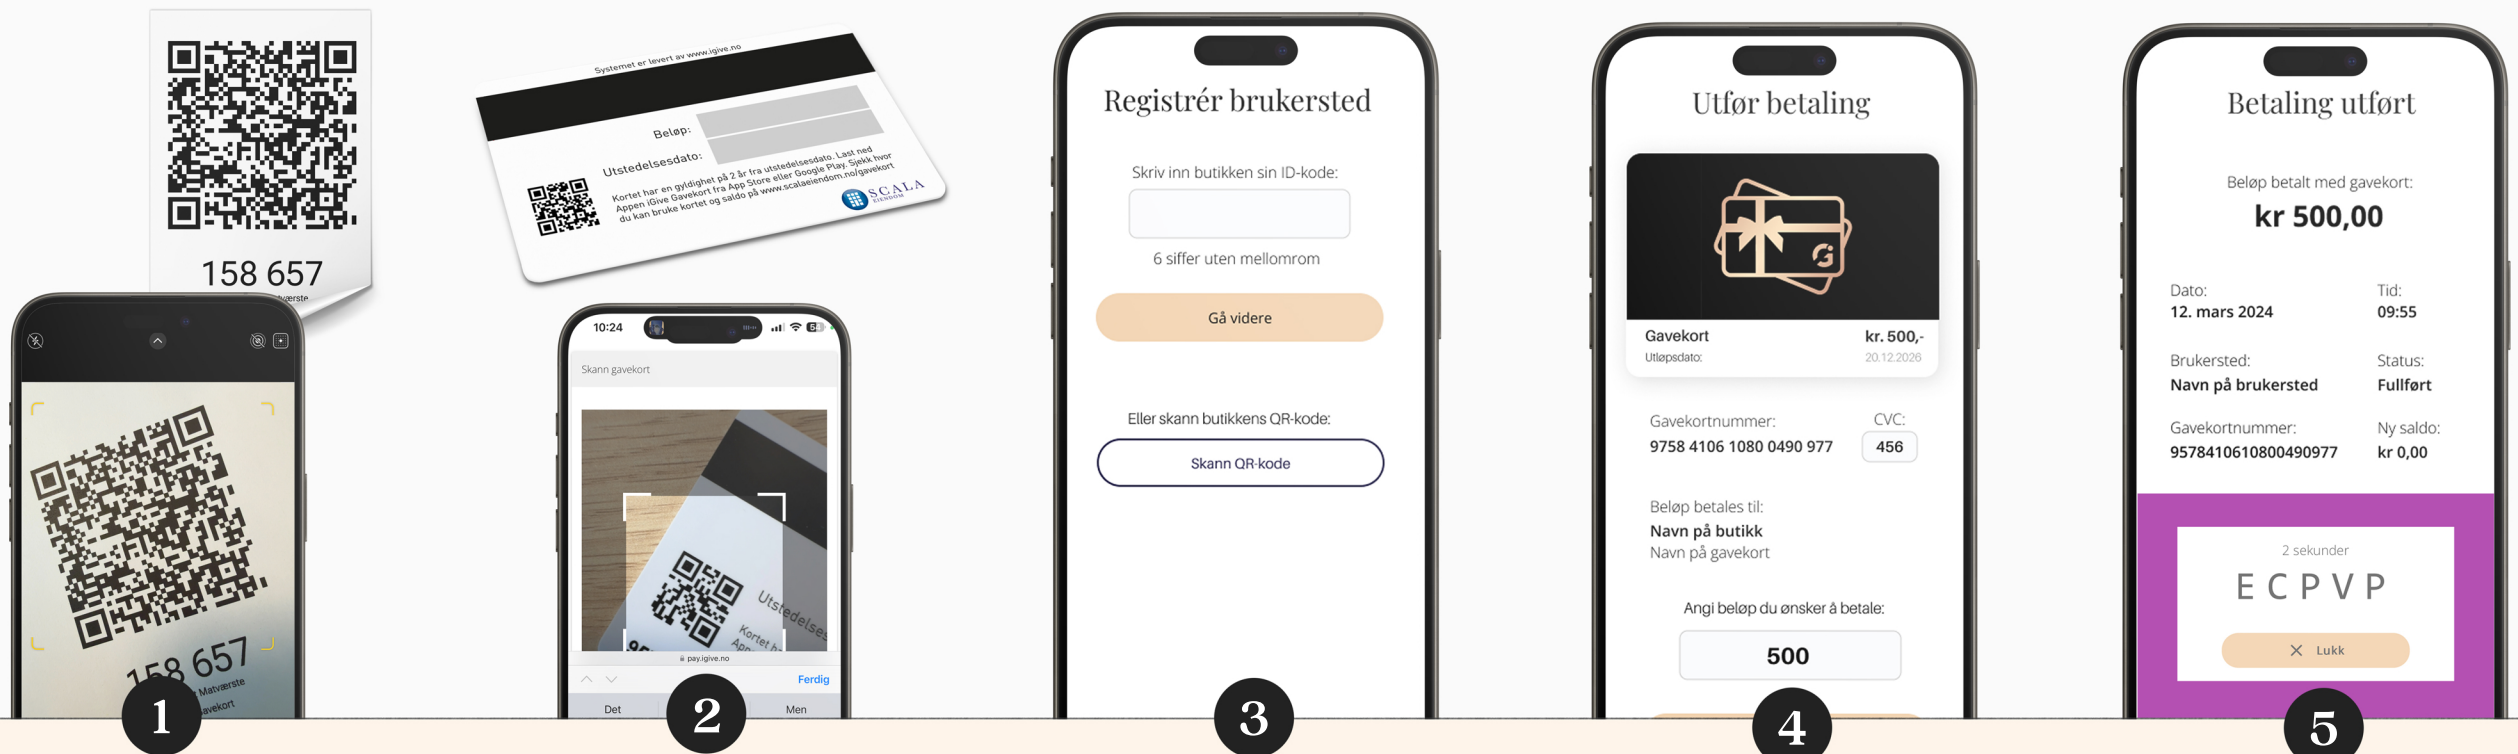 158 657
158 657
Matværste
avekort
1
Systemet er levert av www.igive.no
Beløp:
Utstedelsesdato:
Kortet har en gyldighet på 2 år fra utstedelsesdato. Last ned
Appen iGive Gavekort fra App Store eller Google Play. Sjekk hvor
du kan bruke kortet og saldo på www.scalaeiendom.no/gavekort
SCALA
EIENDOM
10:24
Skann gavekort
Utstedelses
Kortet h
App
pay.igive.no
Ferdig
Det
Men
2
Registrér brukersted
Skriv inn butikken sin ID-kode:
6 siffer uten mellomrom
Gå videre
Eller skann butikkens QR-kode:
Skann QR-kode
3
Utfør betaling
Gavekort
kr. 500,-
Utløpsdato:
20.12.2026
Gavekortnummer:
CVC:
9758 4106 1080 0490 977
456
Beløp betales til:
Navn på butikk
Navn på gavekort
Angi beløp du ønsker å betale:
500
4
Betaling utført
Beløp betalt med gavekort:
kr 500,00
Dato:
Tid:
12. mars 2024
09:55
Brukersted:
Status:
Navn på brukersted
Fullført
Gavekortnummer:
Ny saldo:
9578410610800490977
kr 0,00
2 sekunder
E C P V P
Lukk
5